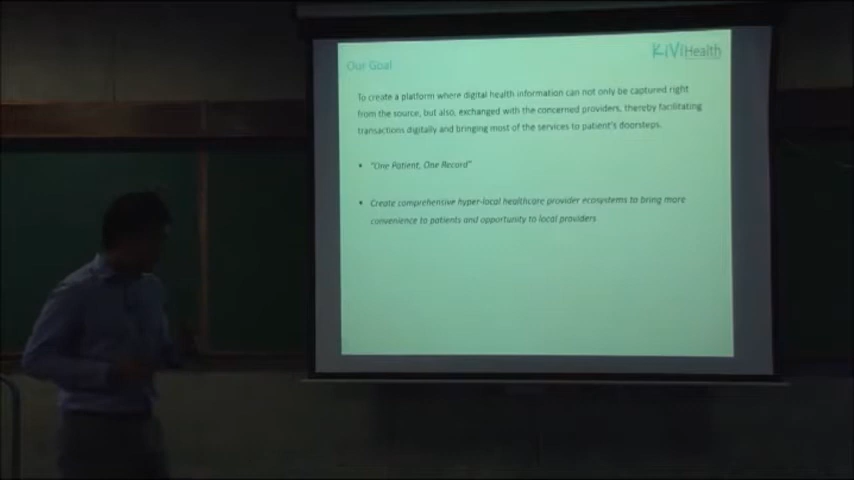 KiViHealth
Our Goal
To create a platform where digital health information can not only be captured right
from the source, but also, exchanged with the concerned providers, thereby facilitating
transactions digitally and bringing most of the services to patient's doorsteps.
• "One Patient, One Record"
• Create comprehensive hyper-local healthcare provider ecosystems to bring more
convenience to patients and opportunity to local providers